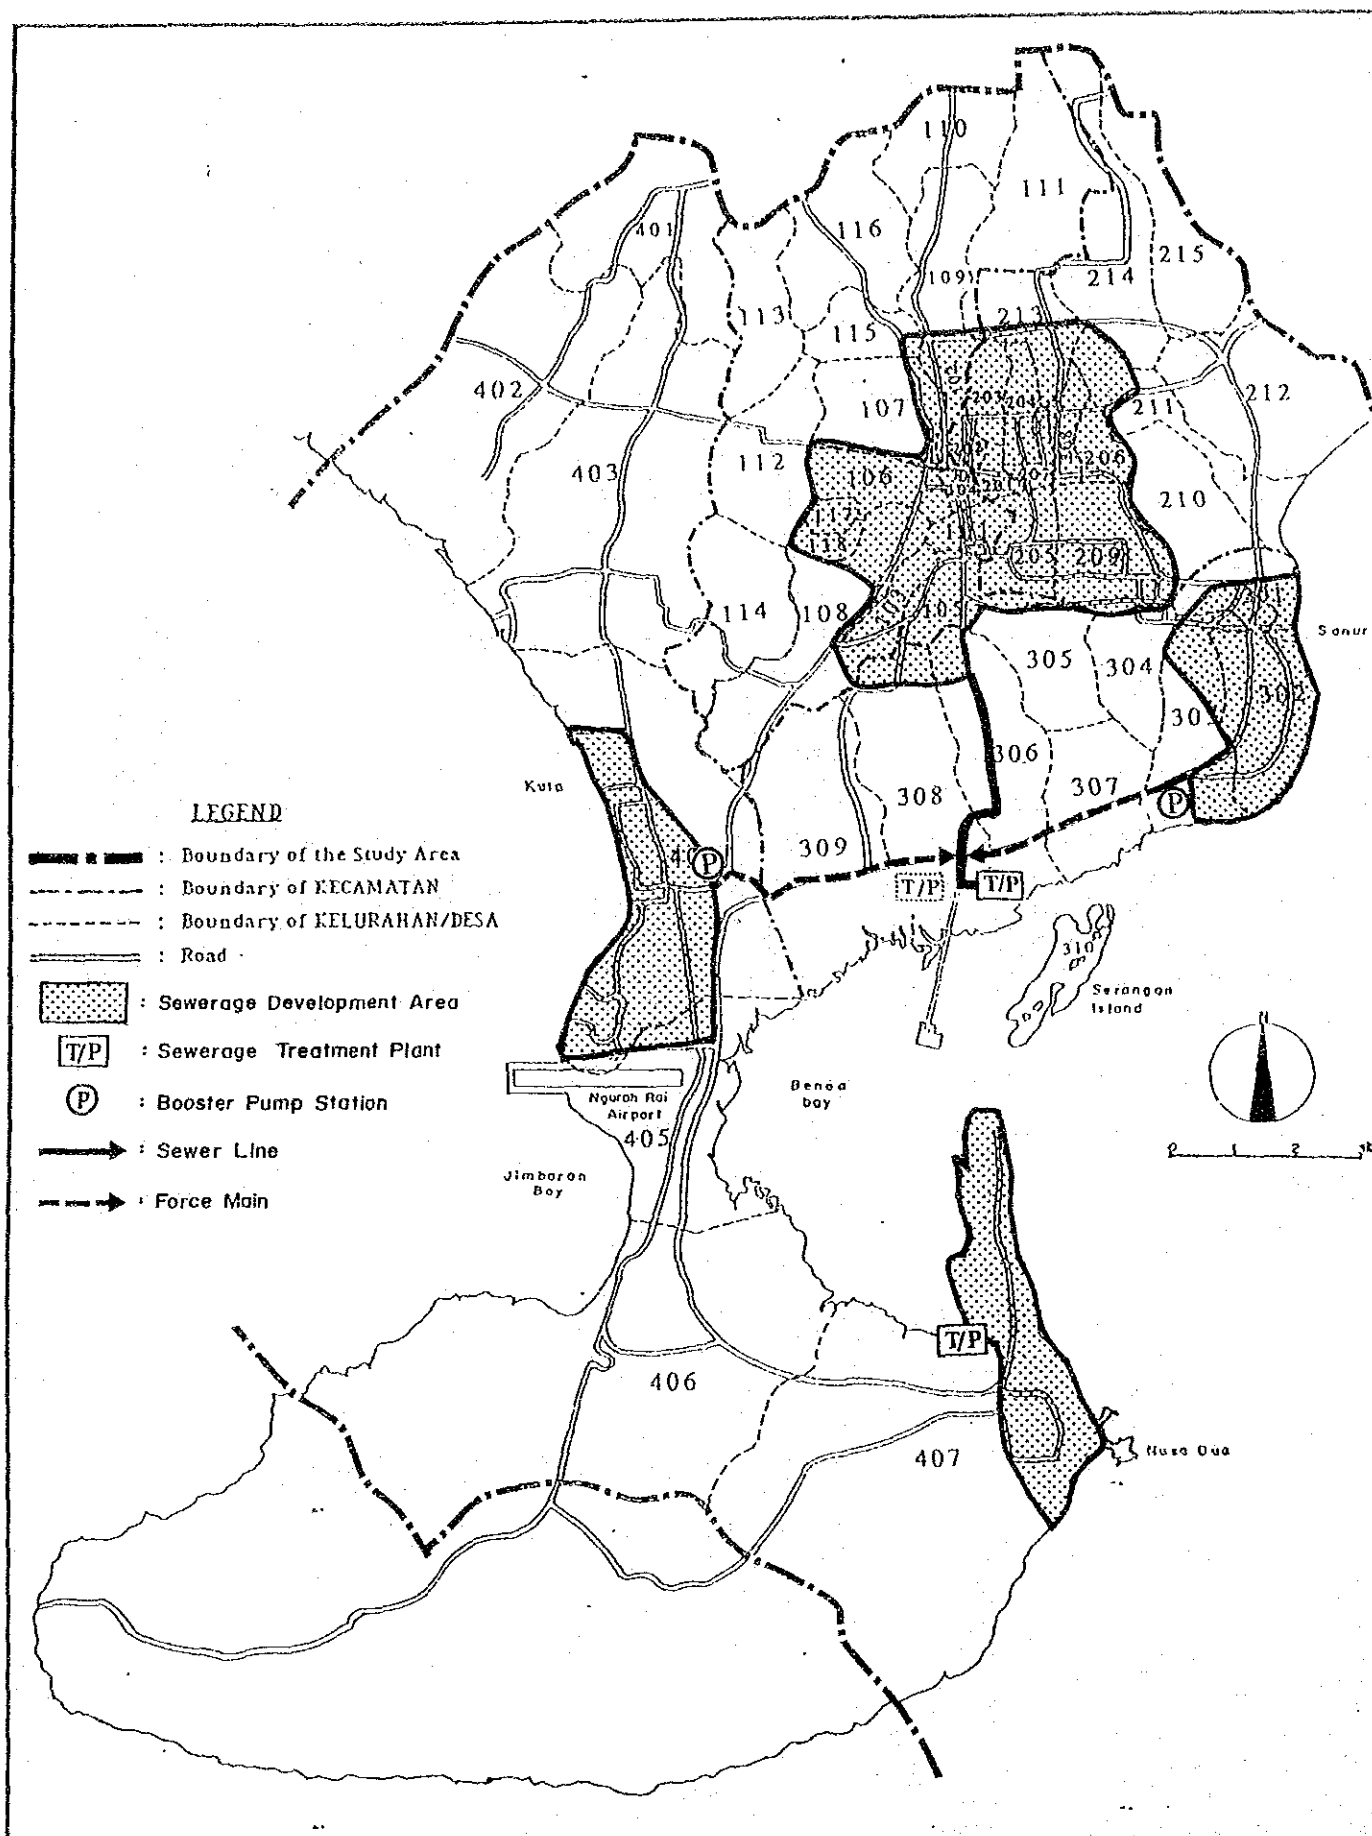 110
111
116
401
215
214
109
113
213
115
402
212
107
203
204
211
112
403
106
206
210
117
118
205
209
114
108
105
Sanur
305
304
302
306
Kuta
307
308
LEGEND
P
309
P
: Boundary of the Study Area
T/P
T/P
: Boundary of KECAMATAN
: Boundary of KELURAHAN/DESA
310
: Road
Serangan
Island
: Sewerage Development Area
N
T/P : Sewerage Treatment Plant
Benoa
bay
Ngurah Rai
Airport
P : Booster Pump Station
405
: Sewer Line
0 1 2
Jimbaran
Bay
: Force Main
T/P
406
407
Nusa Dua